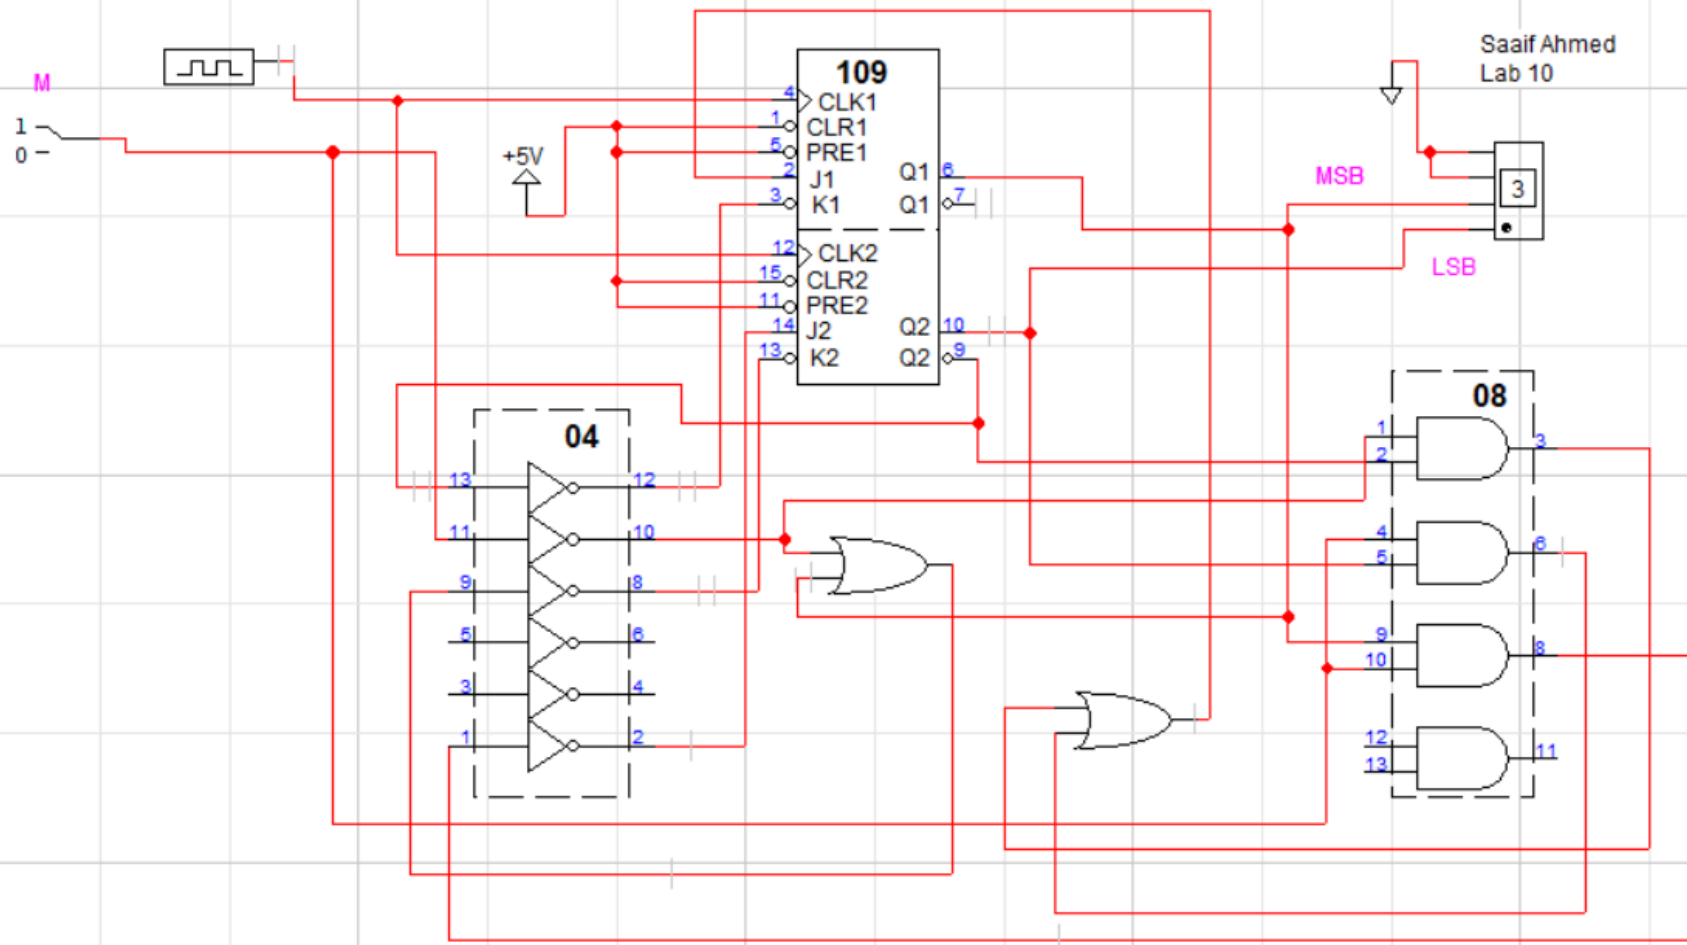 Saaif Ahmed
Lab 10
M
1
0
+5V
109
4 CLK1
1 CLR1
5 PRE1
2 J1
3 K1
Q1 6
Q1 7
12 CLK2
15 CLR2
11 PRE2
14 J2
13 K2
Q2 10
Q2 9
MSB
3
LSB
04
13 12
11 10
9 8
5 6
3 4
1 2
08
1
2
3
4
5
6
9
10
8
12
13
11